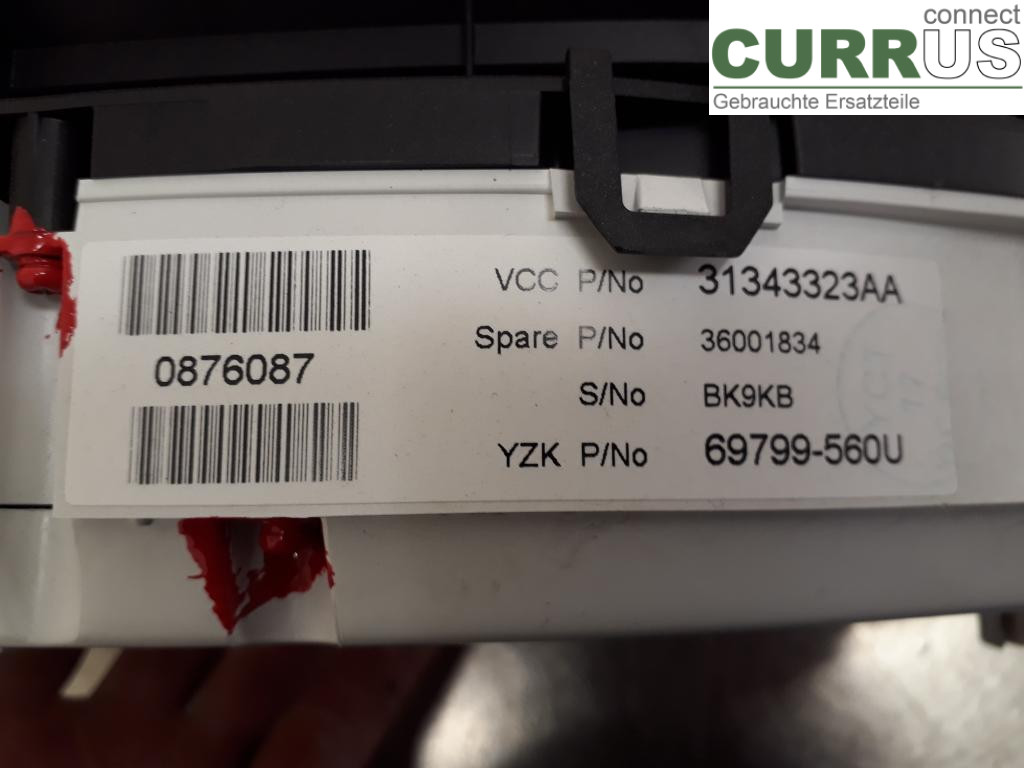 connect
CURRUS
Gebrauchte Ersatzteile
VCC P/No 31343323AA
0876087
Spare P/No 36001834
S/No BK9KB
YZK P/No 69799-560U